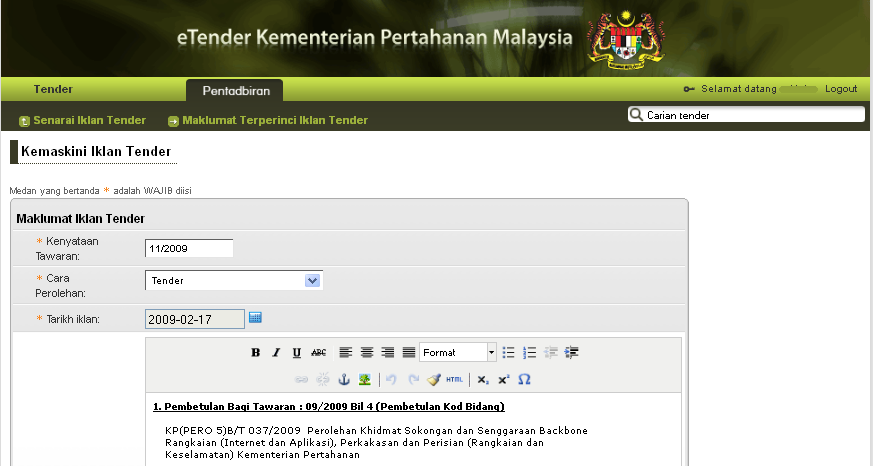 eTender Kementerian Pertahanan Malaysia
Tender
Pentadbiran
Selamat datang
Logout
Senarai Iklan Tender
Maklumat Terperinci Iklan Tender
Carian tender
Kemaskini Iklan Tender
Medan yang bertanda * adalah WAJIB diisi
Maklumat Iklan Tender
* Kenyataan
Tawaran:
11/2009
* Cara
Perolehan:
Tender
* Tarikh iklan:
2009-02-17
B I U ABC
Format
HTML
X₂ X² Ω
1. Pembetulan Bagi Tawaran : 09/2009 Bil 4 (Pembetulan Kod Bidang)
KP(PERO 5)B/T 037/2009 Perolehan Khidmat Sokongan dan Senggaraan Backbone
Rangkaian (Internet dan Aplikasi), Perkakasan dan Perisian (Rangkaian dan
Keselamatan) Kementerian Pertahanan